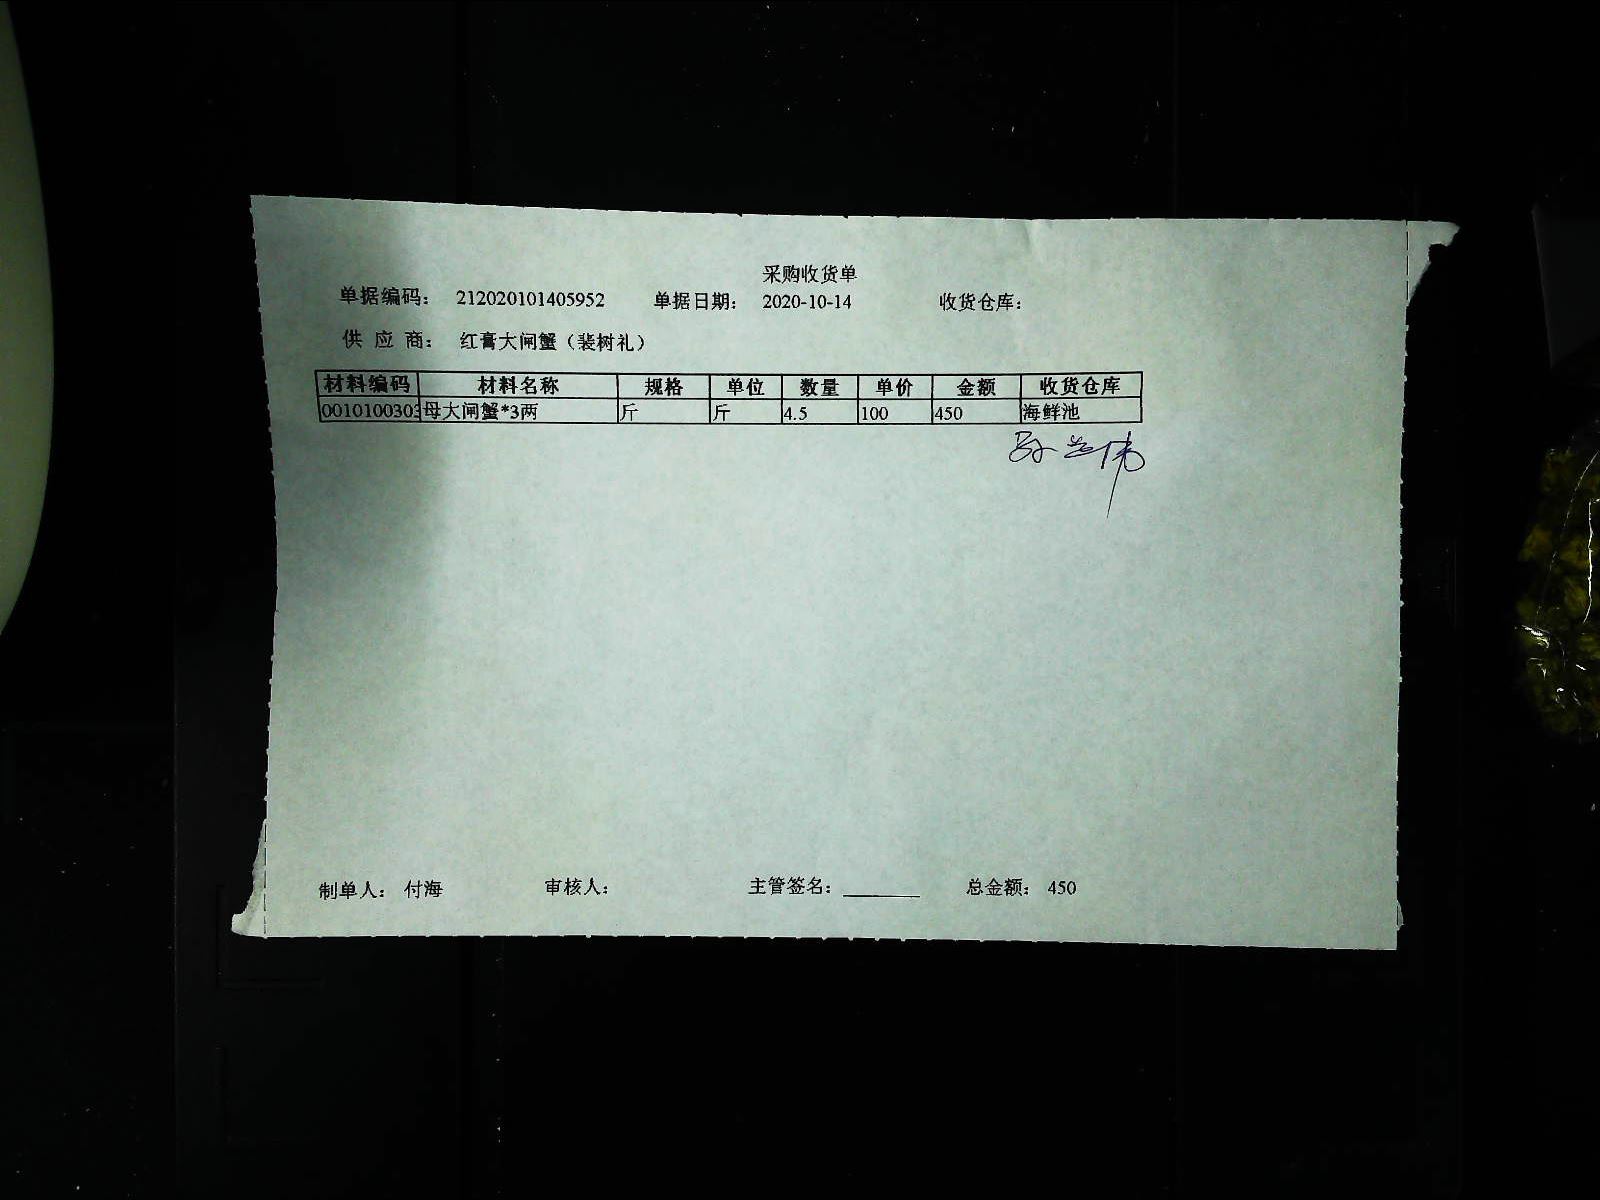 采购收货单
单据编码： 212020101405952 单据日期： 2020-10-14 收货仓库：
供 应 商： 红膏大闸蟹（裴树礼）
材料编码 材料名称 规格 单位 数量 单价 金额 收货仓库
0010100303 母大闸蟹*3两 斤 斤 4.5 100 450 海鲜池
制单人： 付海 审核人： 主管签名： 总金额： 450